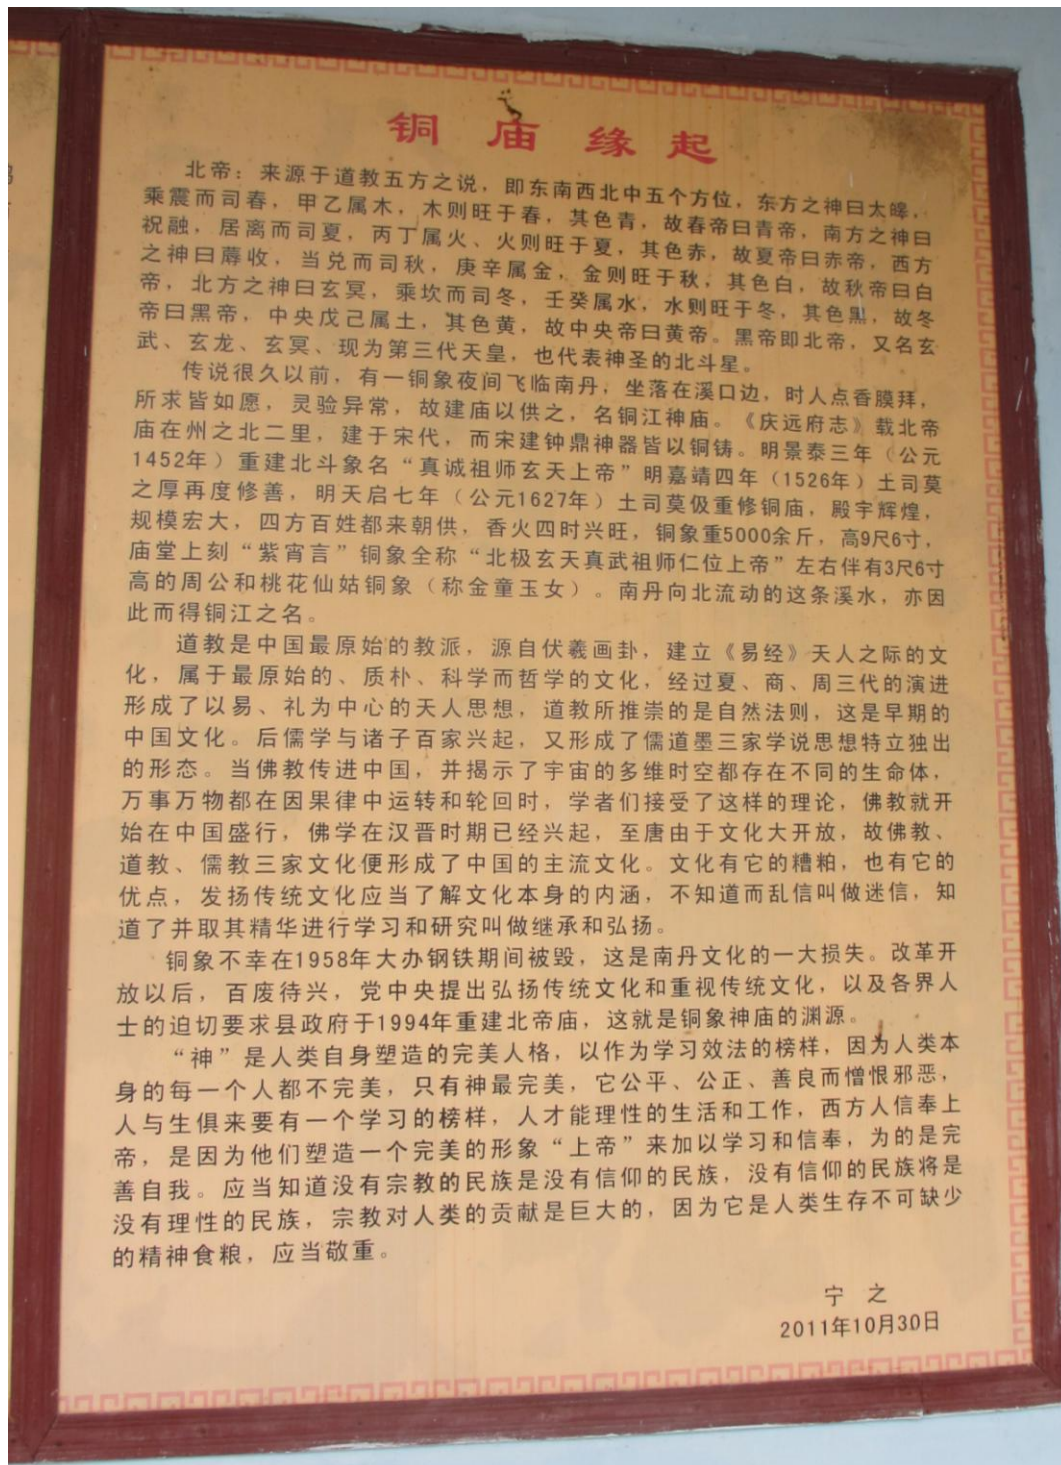 铜庙缘起
北帝：来源于道教五方之说，即东南西北中五个方位，东方之神曰太皞，
乘震而司春，甲乙属木，木则旺于春，其色青，故春帝曰青帝，南方之神曰
祝融，居离而司夏，丙丁属火、火则旺于夏，其色赤，故夏帝曰赤帝，西方
之神曰蓐收，当兑而司秋，庚辛属金，金则旺于秋，其色白，故秋帝曰白
帝，北方之神曰玄冥，乘坎而司冬，壬癸属水，水则旺于冬，其色黑，故冬
帝曰黑帝，中央戊己属土，其色黄，故中央帝曰黄帝。黑帝即北帝，又名玄
武、玄龙、玄冥、现为第三代天皇，也代表神圣的北斗星。
传说很久以前，有一铜象夜间飞临南丹，坐落在溪口边，时人点香膜拜，
所求皆如愿，灵验异常，故建庙以供之，名铜江神庙。《庆远府志》载北帝
庙在州之北二里，建于宋代，而宋建钟鼎神器皆以铜铸。明景泰三年（公元
1452年）重建北斗象名“真诚祖师玄天上帝”明嘉靖四年（1526年）土司莫
之厚再度修善，明天启七年（公元1627年）土司莫伋重修铜庙，殿宇辉煌，
规模宏大，四方百姓都来朝供，香火四时兴旺，铜象重5000余斤，高9尺6寸，
庙堂上刻“紫宵言”铜象全称“北极玄天真武祖师仁位上帝”左右伴有3尺6寸
高的周公和桃花仙姑铜象（称金童玉女）。南丹向北流动的这条溪水，亦因
此而得铜江之名。
道教是中国最原始的教派，源自伏羲画卦，建立《易经》天人之际的文
化，属于最原始的、质朴、科学而哲学的文化，经过夏、商、周三代的演进
形成了以易、礼为中心的天人思想，道教所推崇的是自然法则，这是早期的
中国文化。后儒学与诸子百家兴起，又形成了儒道墨三家学说思想特立独出
的形态。当佛教传进中国，并揭示了宇宙的多维时空都存在不同的生命体，
万事万物都在因果律中运转和轮回时，学者们接受了这样的理论，佛教就开
始在中国盛行，佛学在汉晋时期已经兴起，至唐由于文化大开放，故佛教、
道教、儒教三家文化便形成了中国的主流文化。文化有它的糟粕，也有它的
优点，发扬传统文化应当了解文化本身的内涵，不知道而乱信叫做迷信，知
道了并取其精华进行学习和研究叫做继承和弘扬。
铜象不幸在1958年大办钢铁期间被毁，这是南丹文化的一大损失。改革开
放以后，百废待兴，党中央提出弘扬传统文化和重视传统文化，以及各界人
士的迫切要求县政府于1994年重建北帝庙，这就是铜象神庙的渊源。
“神”是人类自身塑造的完美人格，以作为学习效法的榜样，因为人类本
身的每一个人都不完美，只有神最完美，它公平、公正、善良而憎恨邪恶，
人与生俱来要有一个学习的榜样，人才能理性的生活和工作，西方人信奉上
帝，是因为他们塑造一个完美的形象“上帝”来加以学习和信奉，为的是完
善自我。应当知道没有宗教的民族是没有信仰的民族，没有信仰的民族将是
没有理性的民族，宗教对人类的贡献是巨大的，因为它是人类生存不可缺少
的精神食粮，应当敬重。
宁之
2011年10月30日